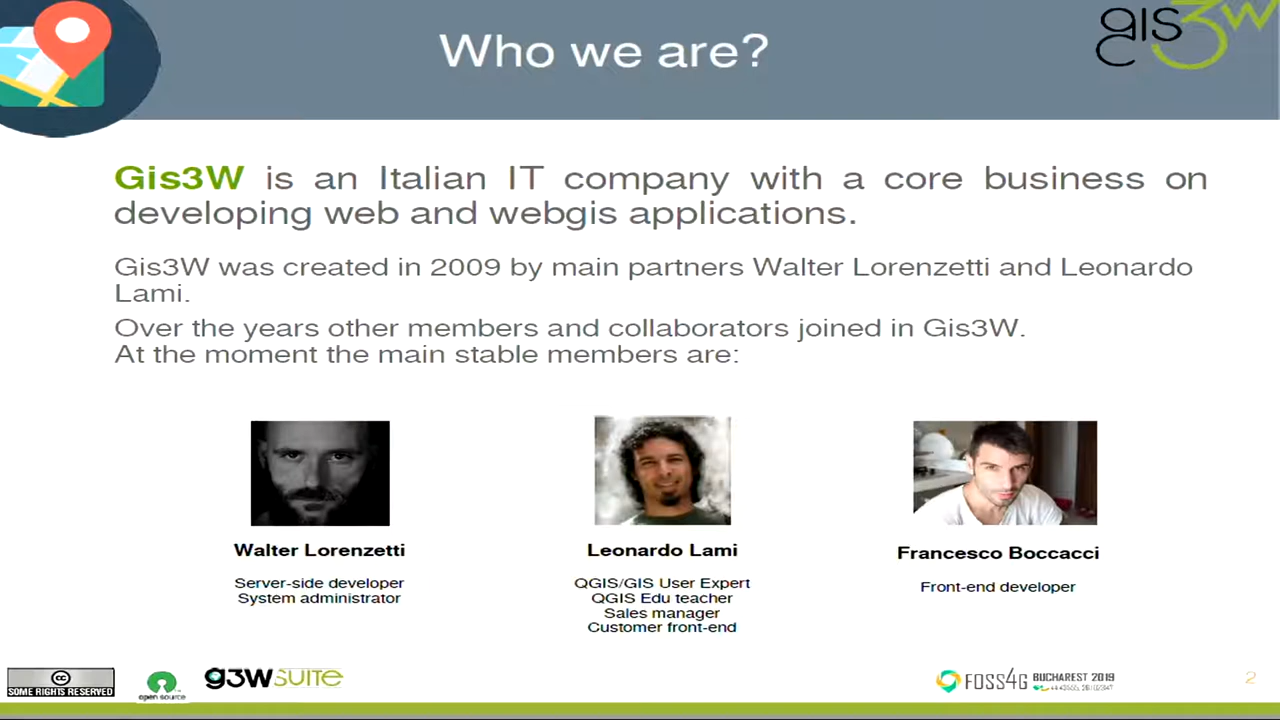 Who we are?
gis3w
Gis3W is an Italian IT company with a core business on
developing web and webgis applications.
Gis3W was created in 2009 by main partners Walter Lorenzetti and Leonardo
Lami.
Over the years other members and collaborators joined in Gis3W.
At the moment the main stable members are:
Walter Lorenzetti
Server-side developer
System administrator
Leonardo Lami
QGIS/GIS User Expert
QGIS Edu teacher
Sales manager
Customer front-end
Francesco Boccacci
Front-end developer
cc
SOME RIGHTS RESERVED
open source
g3wSUITE
FOSS4G
BUCHAREST 2019
2